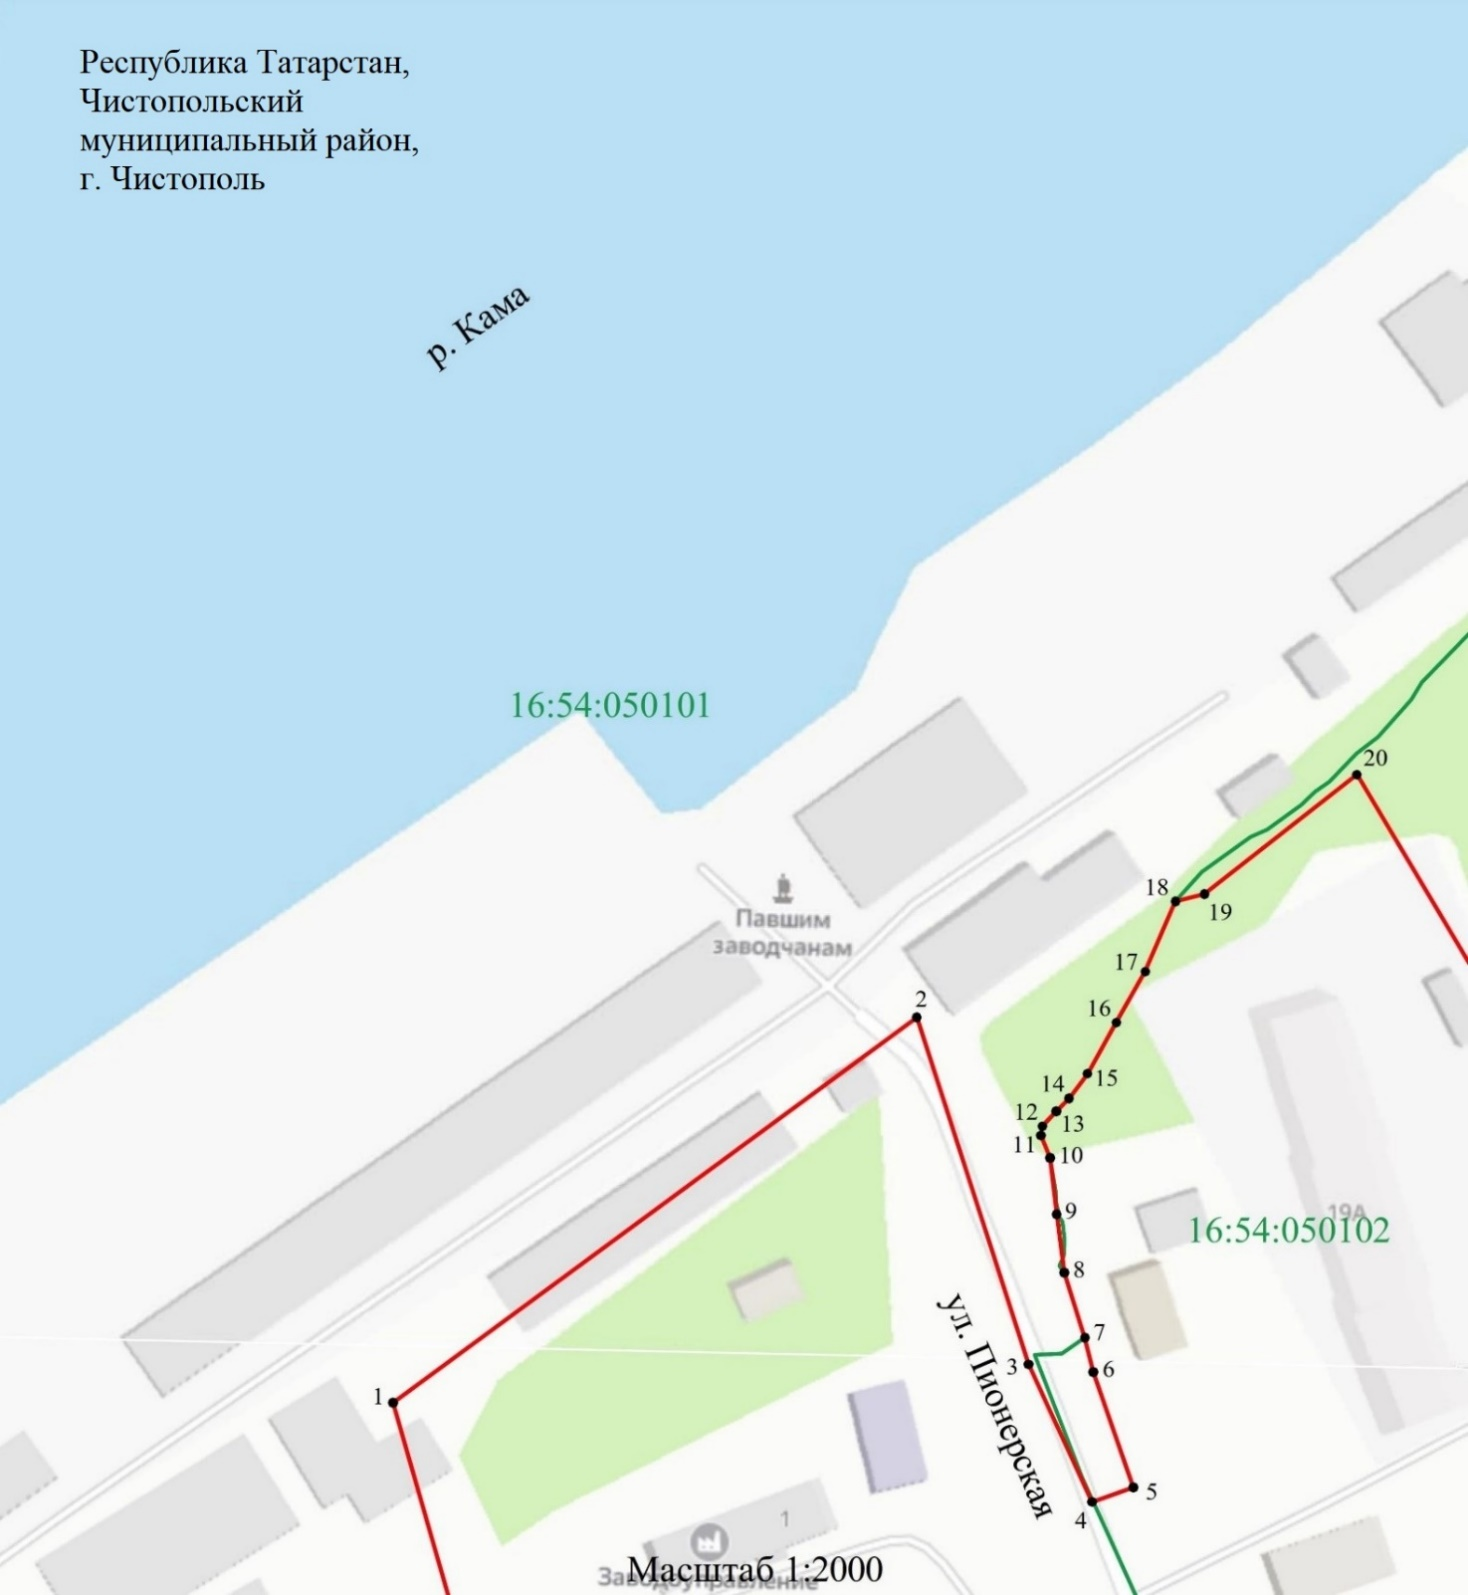 Республика Татарстан,
Чистопольский
муниципальный район,
г. Чистополь
р. Кама
16:54:050101
20
18
19
Павшим
заводчанам
17
2
16
15
14
12
13
11
10
9
19А
16:54:050102
8
7
3
6
ул. Пионерская
1
5
4
1
Масштаб 1:2000
Заводоуправление